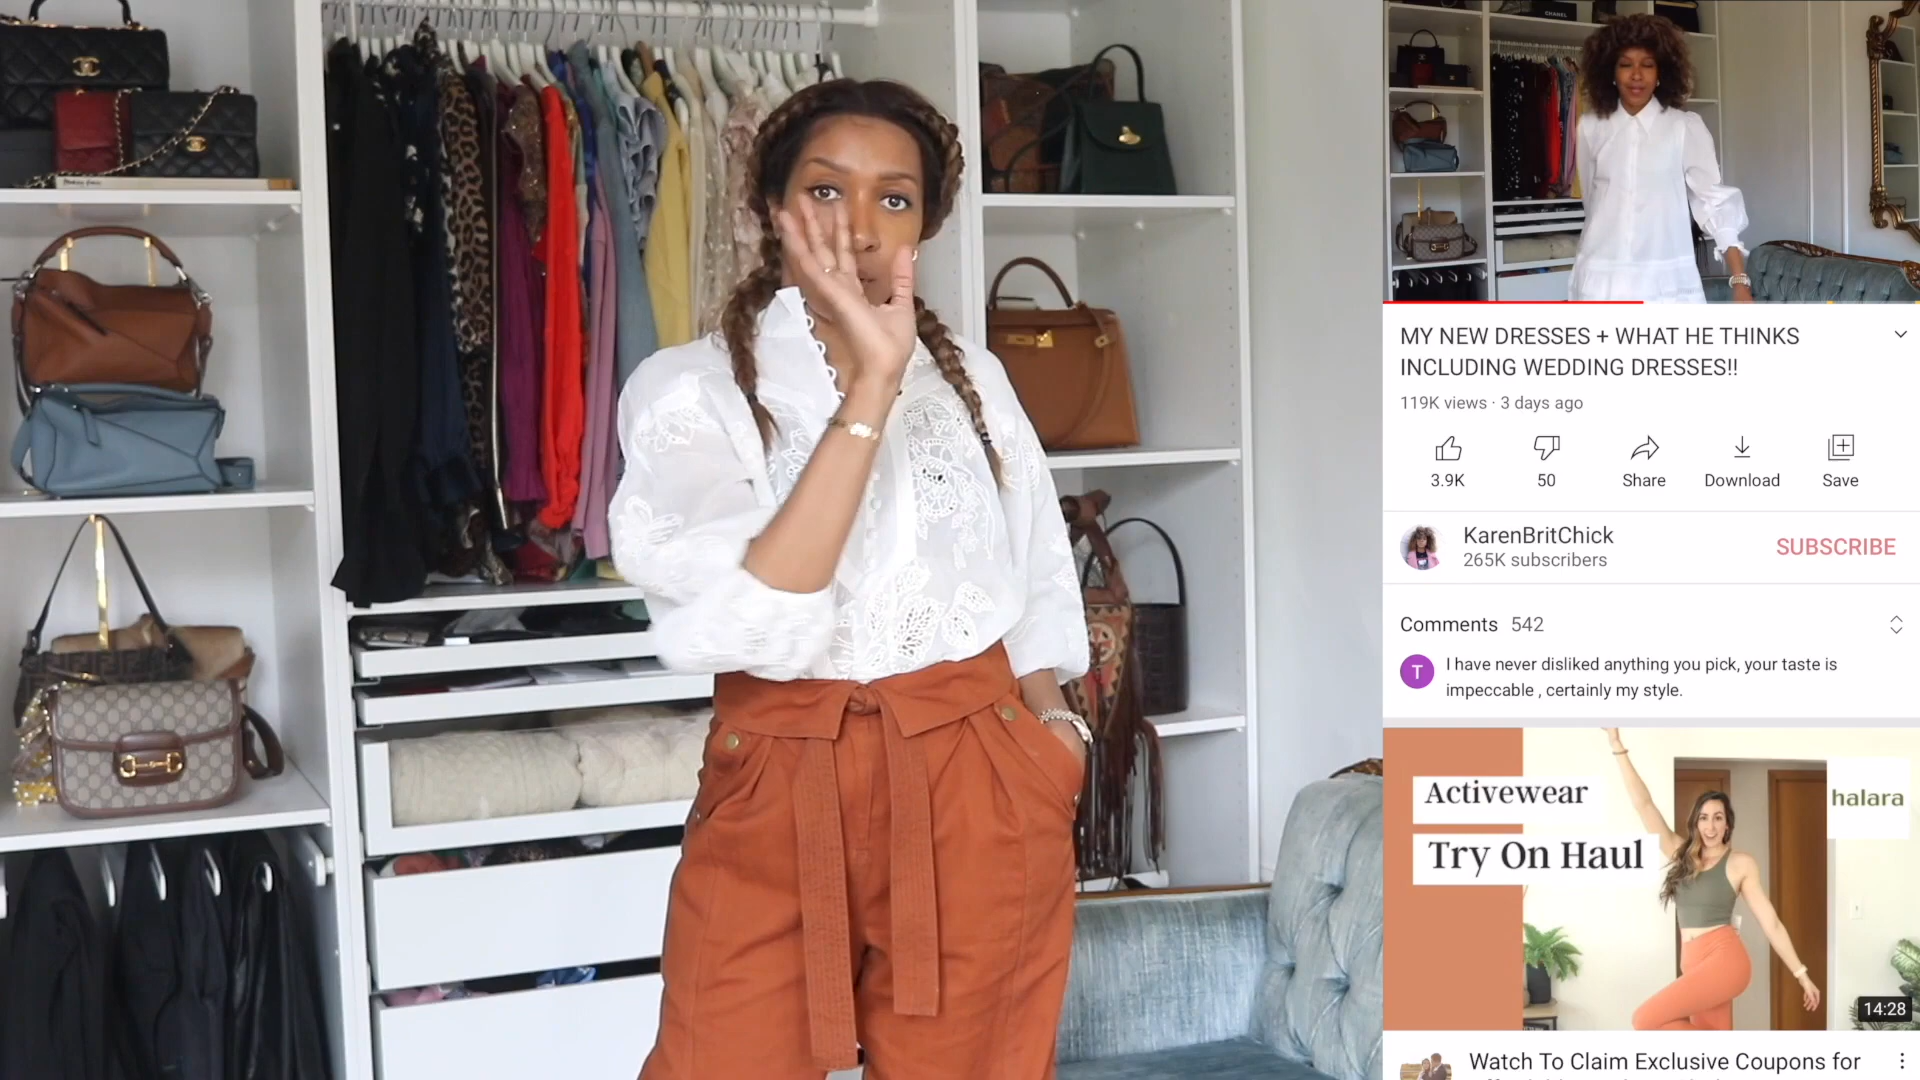 CHANEL
MY NEW DRESSES + WHAT HE THINKS
INCLUDING WEDDING DRESSES!!
119K views · 3 days ago
3.9K
50
Share
Download
Save
KarenBritChick
265K subscribers
SUBSCRIBE
Comments 542
T
I have never disliked anything you pick, your taste is
impeccable , certainly my style.
Activewear
Try On Haul
halara
14:28
Watch To Claim Exclusive Coupons for